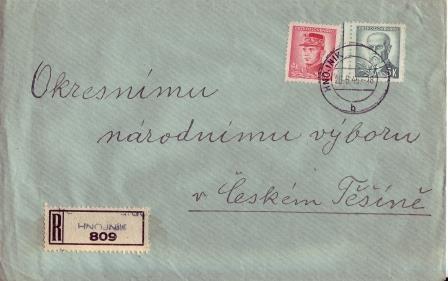 HNOJNÍK
b
Okresnímu
národnímu výboru
v Českém Těšíně
R
HNOJNÍK
809